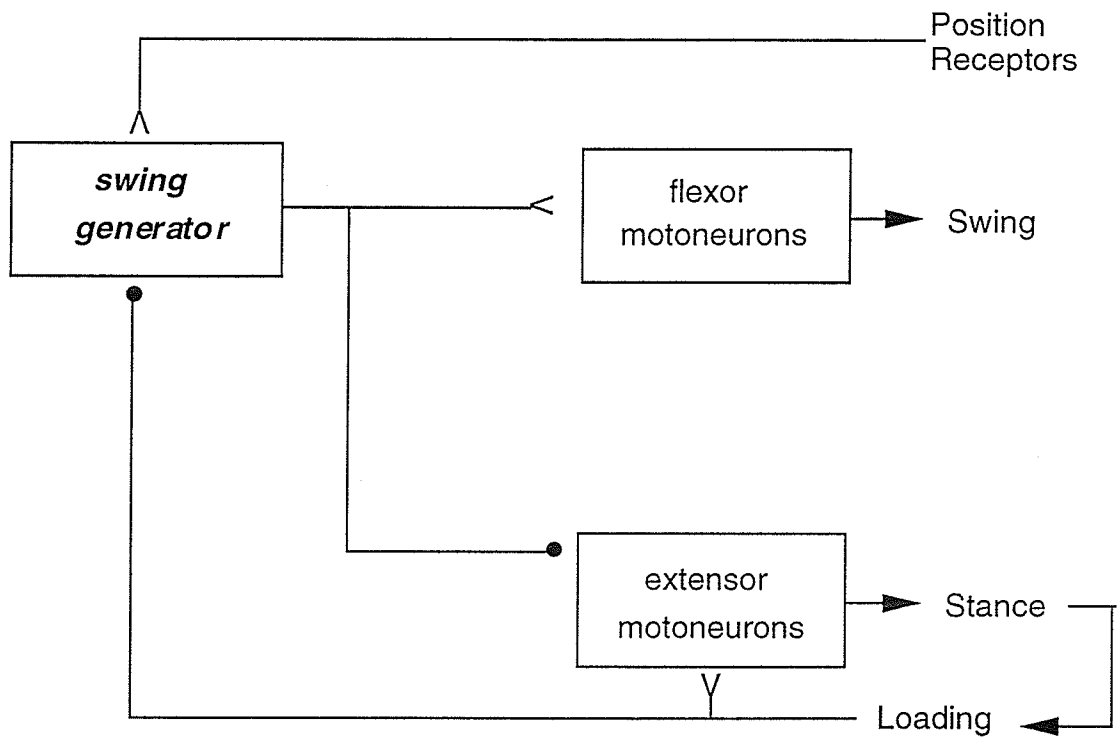 Position
Receptors
swing
generator
flexor
motoneurons
Swing
extensor
motoneurons
Stance
Loading